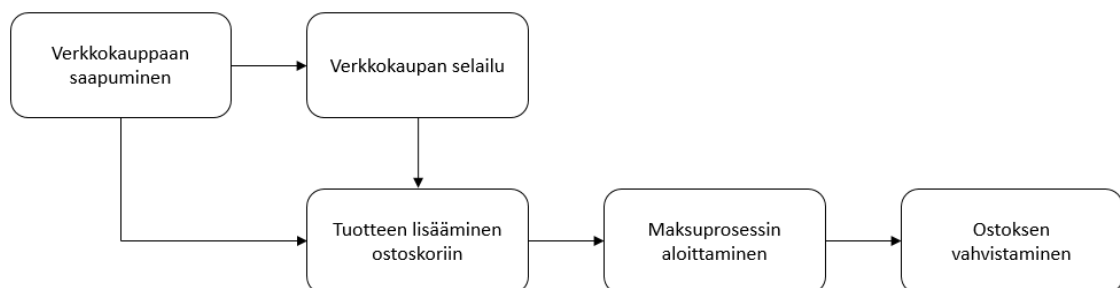 Verkkokauppaan
saapuminen
Verkkokaupan selailu
Tuotteen lisääminen
ostoskoriin
Maksuprosessin
aloittaminen
Ostoksen
vahvistaminen